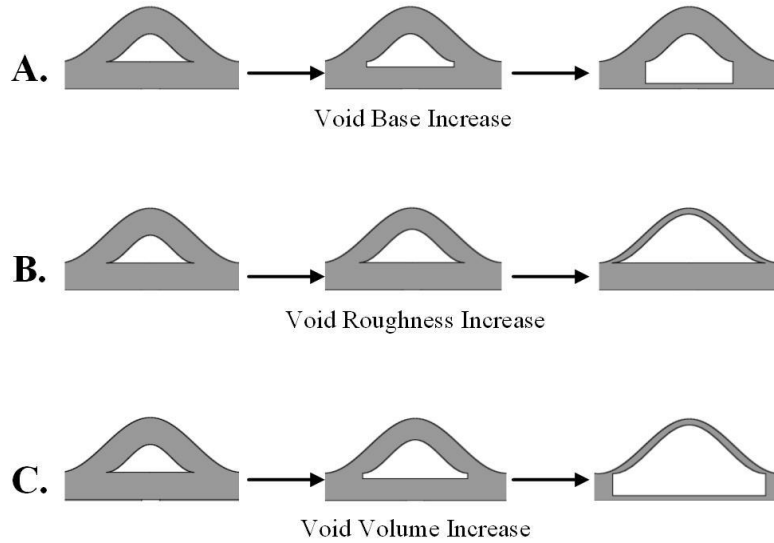 A.
Void Base Increase
B.
Void Roughness Increase
C.
Void Volume Increase